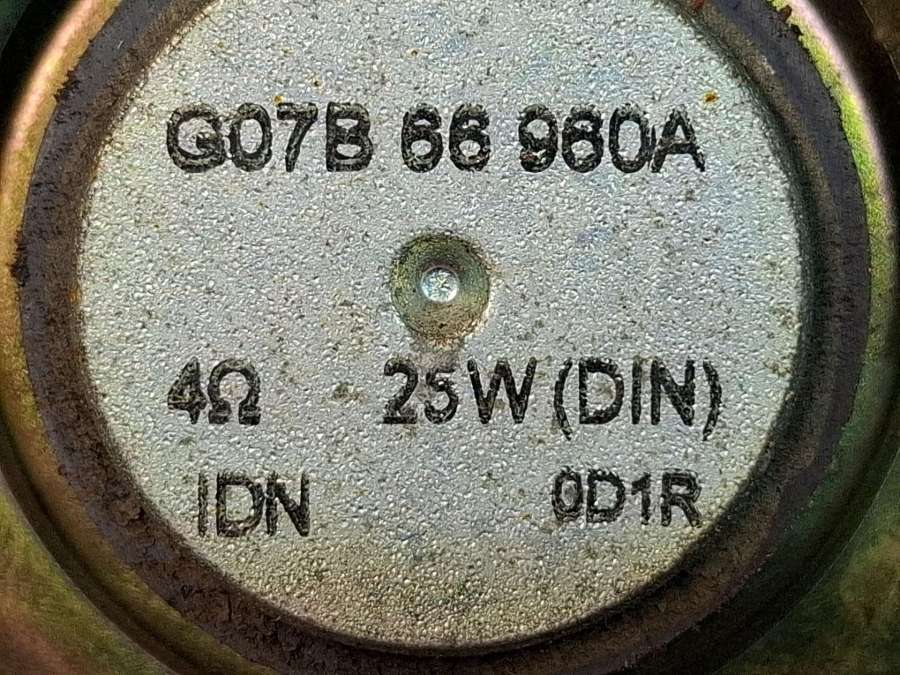 G07B 66 960A
4Ω 25W (DIN)
IDN 0D1R